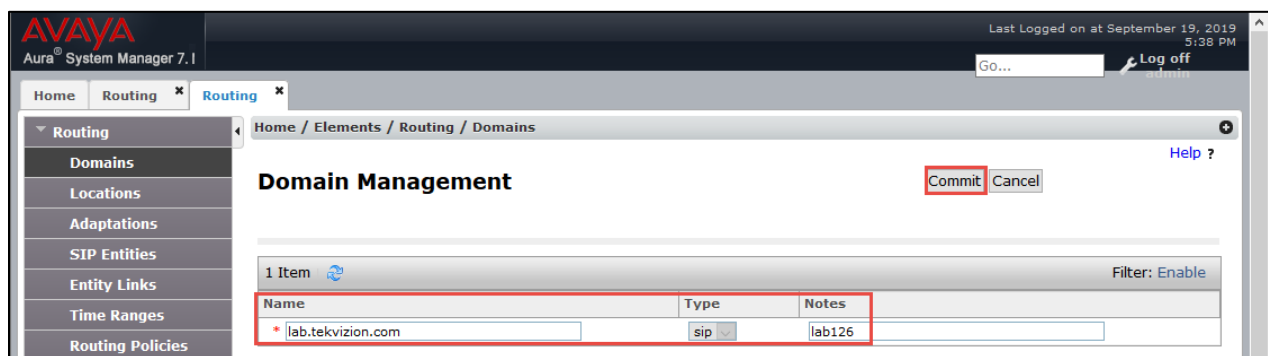 AVAYA
Aura® System Manager 7.1
Last Logged on at September 19, 2019
5:38 PM
Go...
Log off
admin
Home
Routing ×
Routing ×
Routing
Domains
Locations
Adaptations
SIP Entities
Entity Links
Time Ranges
Routing Policies
Home / Elements / Routing / Domains
Help ?
Domain Management
Commit Cancel
1 Item
Filter: Enable
Name Type Notes
* lab.tekvizion.com sip lab126